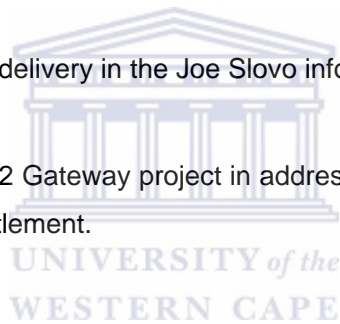 delivery in the Joe Slovo info
2 Gateway project in addres
tlement.
UNIVERSITY of the
WESTERN CAPE